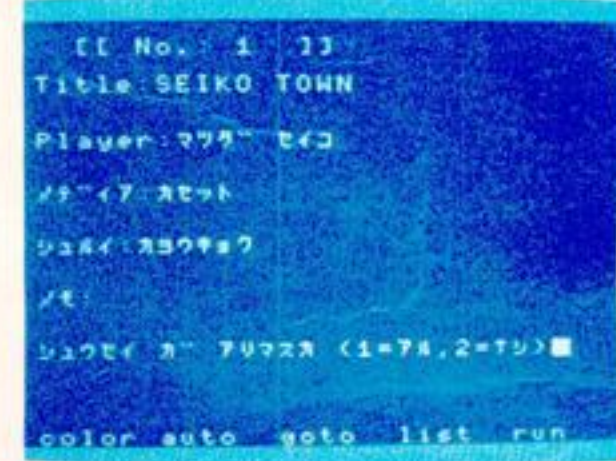 [[ No. : 1 ]]
Title:SEIKO TOWN
Player:マツダ セイコ
メディア:カセット
シュルイ:カヨウキョク
メモ:
シュウセイ ガ アリマスカ (1=アル,2=ナシ)
color auto goto list run